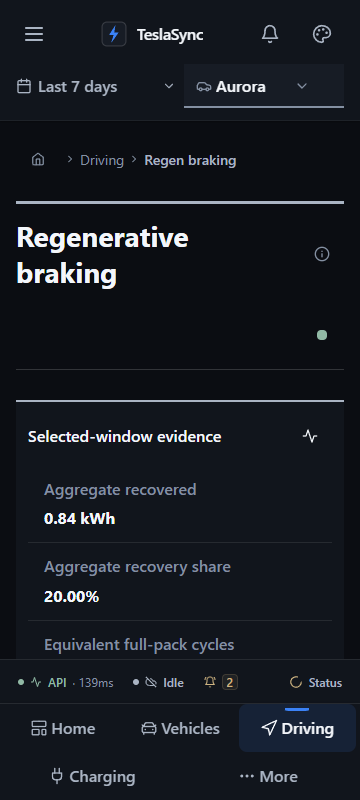 TeslaSync
Last 7 days
Aurora
Driving
Regen braking
Regenerative
braking
Selected-window evidence
Aggregate recovered
0.84 kWh
Aggregate recovery share
20.00%
Equivalent full-pack cycles
API · 139ms
Idle
2
Status
Home
Vehicles
Driving
Charging
More